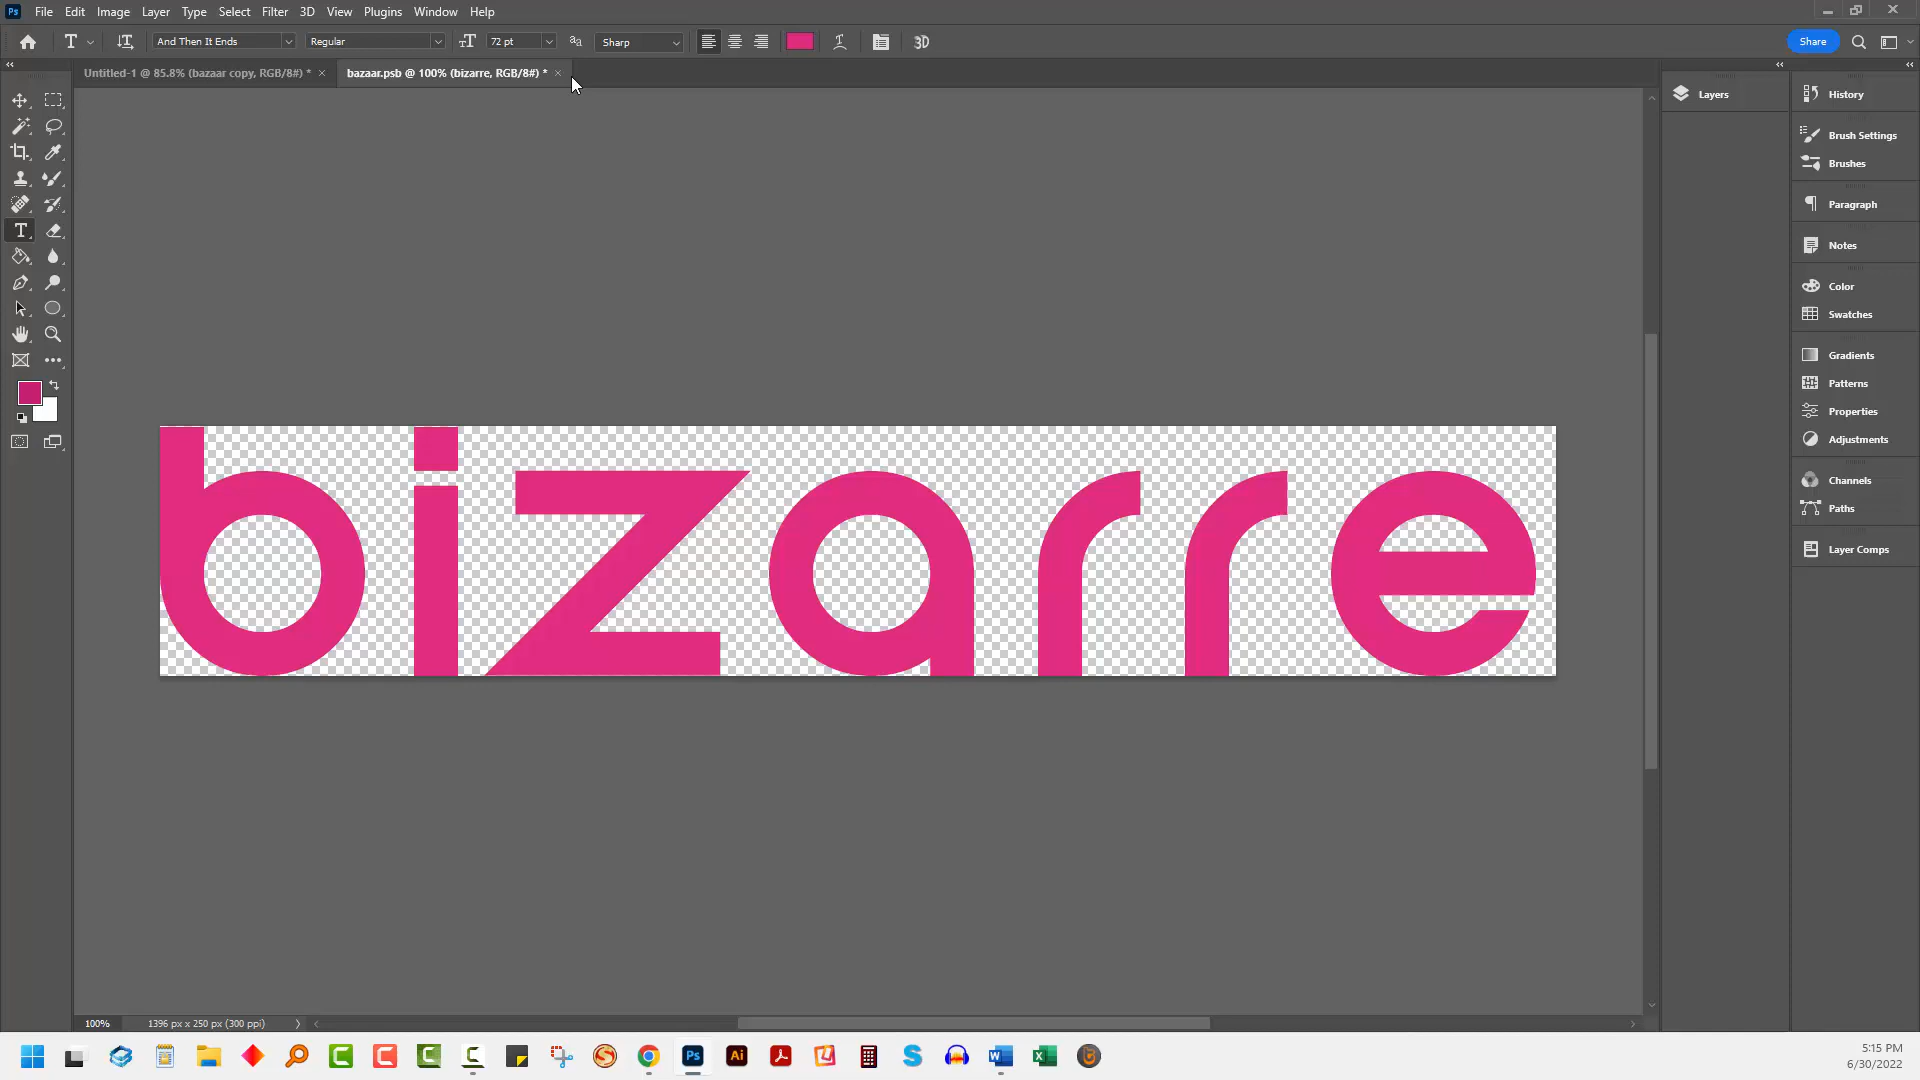 File Edit Image Layer Type Select Filter 3D View Plugins Window Help
And Then It Ends Regular 72 pt Sharp 3D Share
Untitled-1 @ 85.8% (bazaar copy, RGB/8#) * × bazaar.psb @ 100% (bizarre, RGB/8#) * ×
Layers
History
Brush Settings
Brushes
Paragraph
Notes
Color
Swatches
Gradients
Patterns
Properties
Adjustments
Channels
Paths
Layer Comps
bizarre
100% 1396 px x 250 px (300 ppi)
5:15 PM
6/30/2022